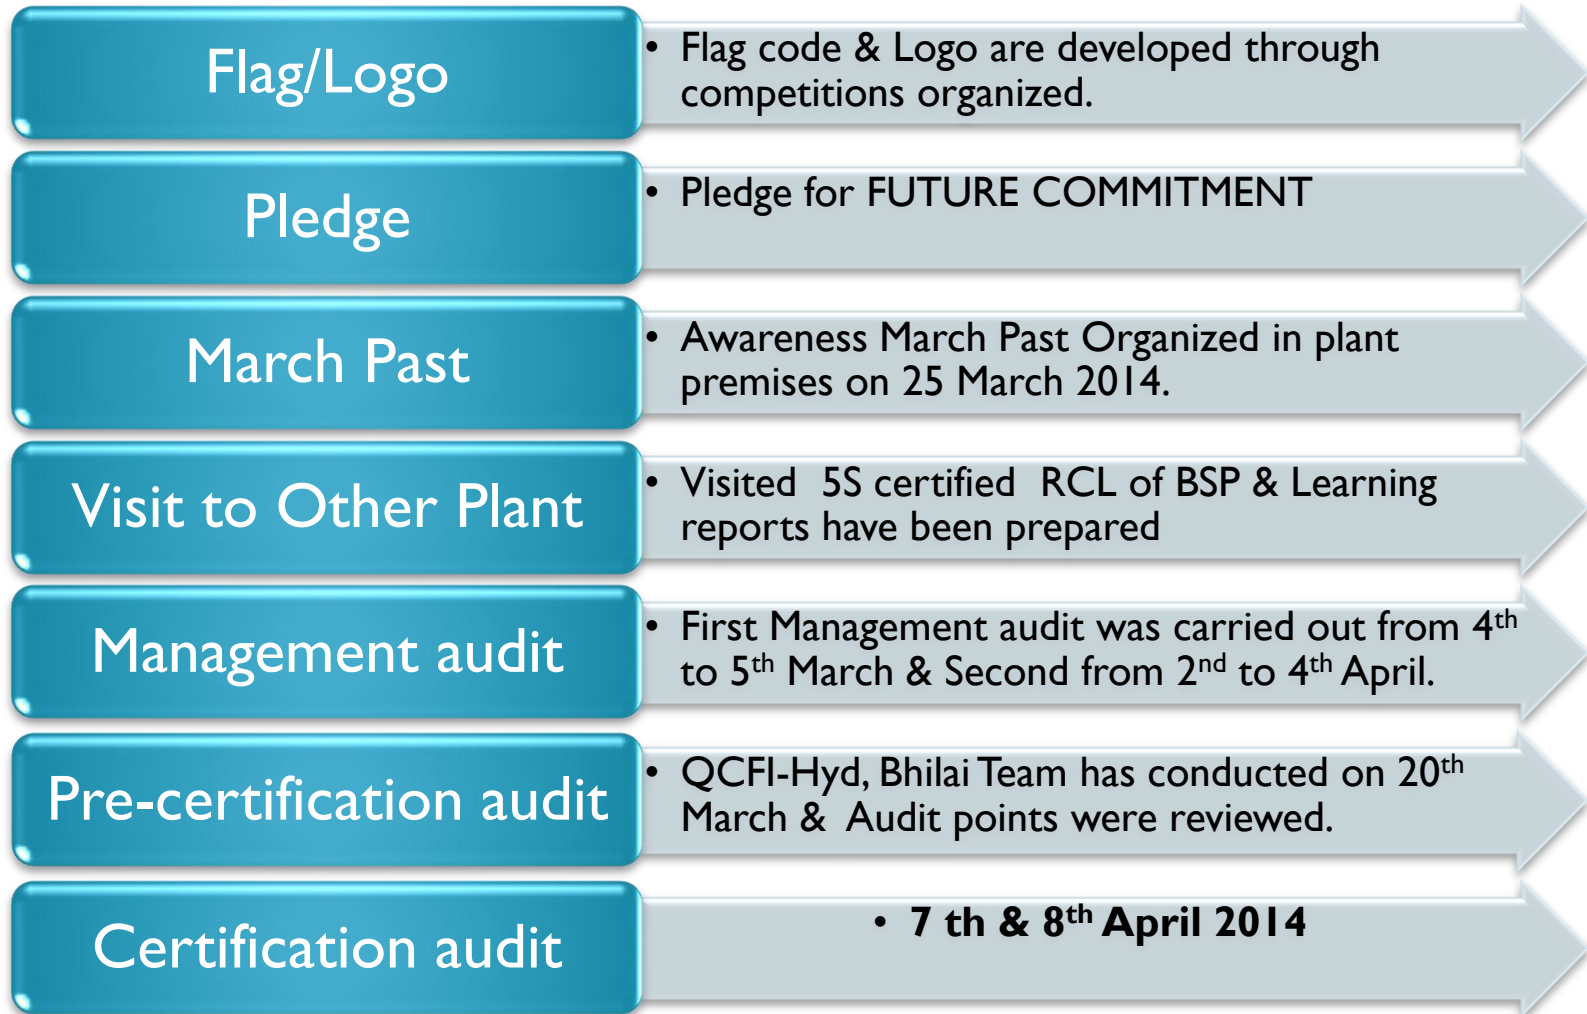 Flag/Logo
• Flag code & Logo are developed through
competitions organized.
Pledge
• Pledge for FUTURE COMMITMENT
March Past
• Awareness March Past Organized in plant
premises on 25 March 2014.
Visit to Other Plant
• Visited 5S certified RCL of BSP & Learning
reports have been prepared
Management audit
• First Management audit was carried out from 4th
to 5th March & Second from 2nd to 4th April.
Pre-certification audit
• QCFI-Hyd, Bhilai Team has conducted on 20th
March & Audit points were reviewed.
Certification audit
• 7 th & 8th April 2014